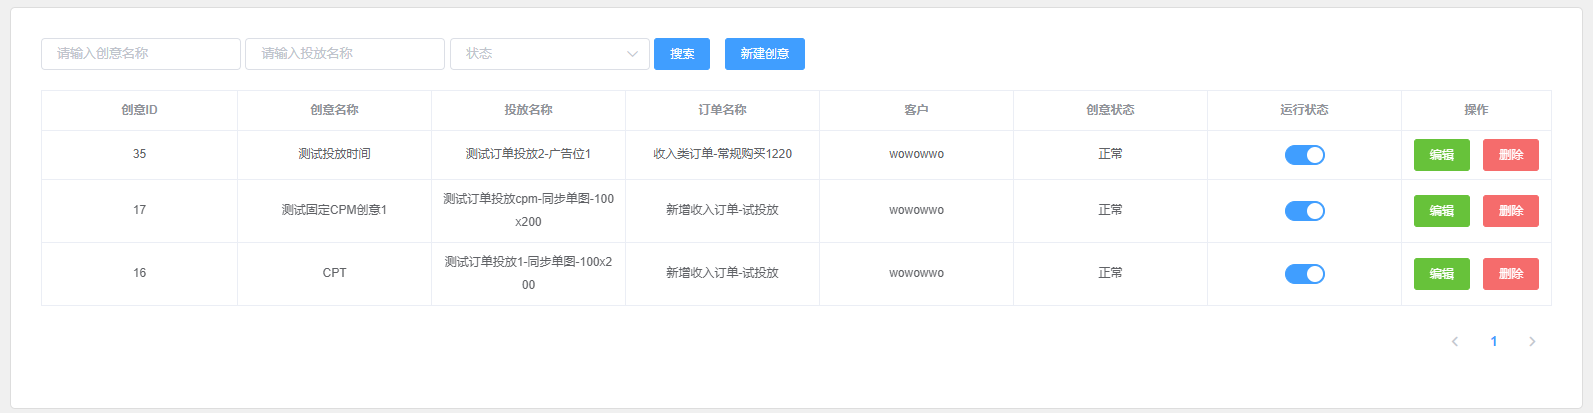 请输入创意名称 请输入投放名称 状态 搜索 新建创意
创意ID 创意名称 投放名称 订单名称 客户 创意状态 运行状态 操作
35 测试投放时间 测试订单投放2-广告位1 收入类订单-常规购买1220 wowowwo 正常 编辑 删除
17 测试固定CPM创意1 测试订单投放cpm-同步单图-100 新增收入订单-试投放 wowowwo 正常 编辑 删除
x200
16 CPT 测试订单投放1-同步单图-100x2 新增收入订单-试投放 wowowwo 正常 编辑 删除
00
1